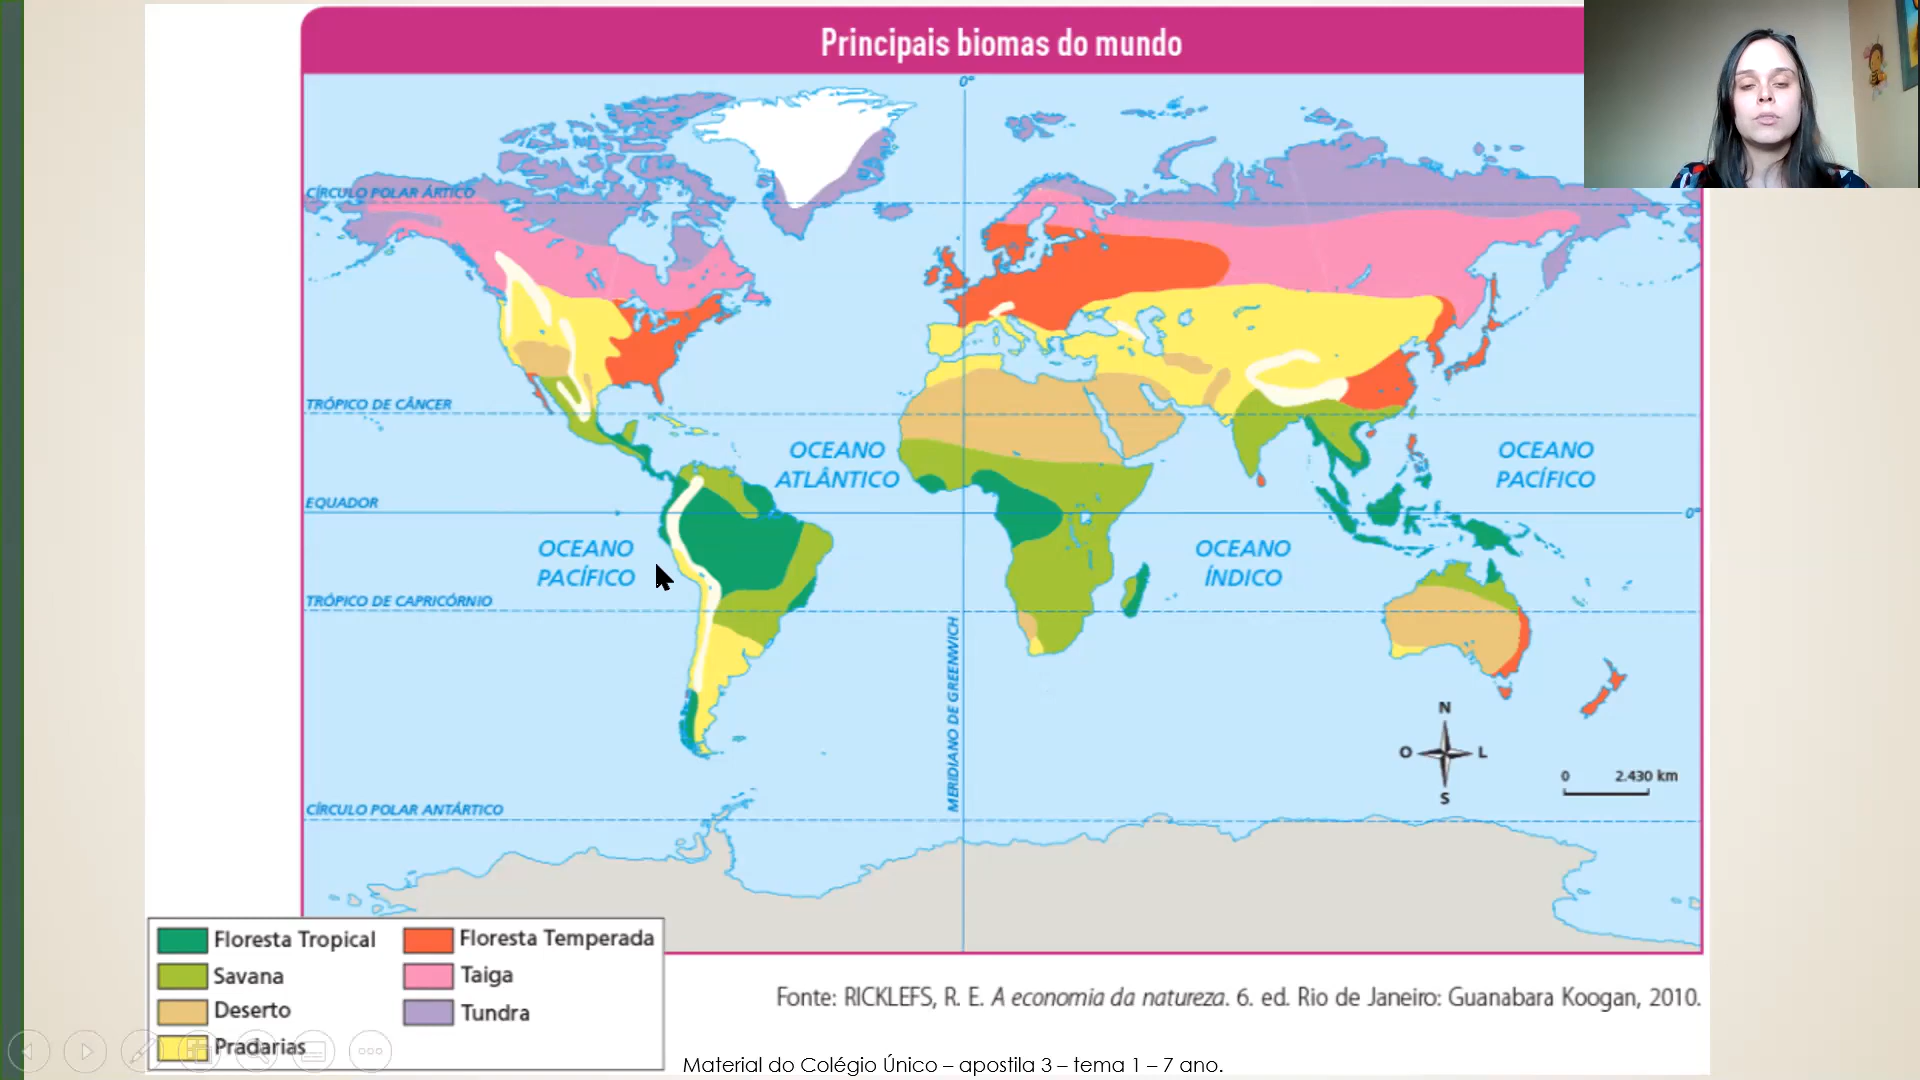 Principais biomas do mundo
0°
CÍRCULO POLAR ÁRTICO
TRÓPICO DE CÂNCER
OCEANO
ATLÂNTICO
OCEANO
PACÍFICO
EQUADOR
0°
OCEANO
PACÍFICO
OCEANO
ÍNDICO
TRÓPICO DE CAPRICÓRNIO
MERIDIANO DE GREENWICH
N
O
L
S
0 2.430 km
CÍRCULO POLAR ANTÁRTICO
Floresta Tropical
Floresta Temperada
Savana
Taiga
Deserto
Tundra
Pradarias
Fonte: RICKLEFS, R. E. A economia da natureza. 6. ed. Rio de Janeiro: Guanabara Koogan, 2010.
Material do Colégio Único – apostila 3 – tema 1 – 7 ano.